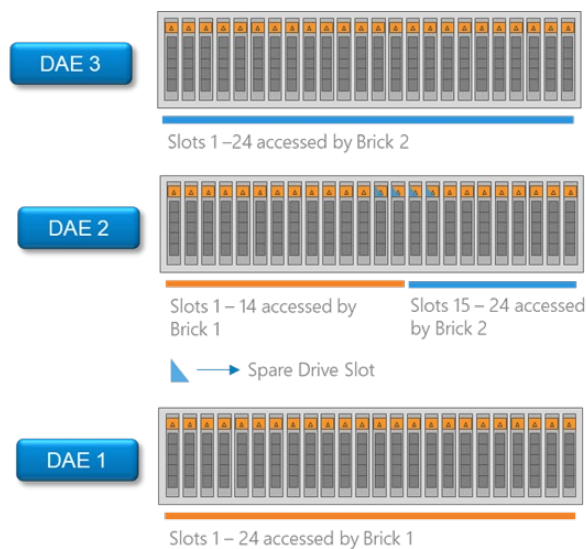 DAE 3
Slots 1 –24 accessed by Brick 2
DAE 2
Slots 1 – 14 accessed by
Brick 1
Slots 15 – 24 accessed
by Brick 2
Spare Drive Slot
DAE 1
Slots 1 – 24 accessed by Brick 1